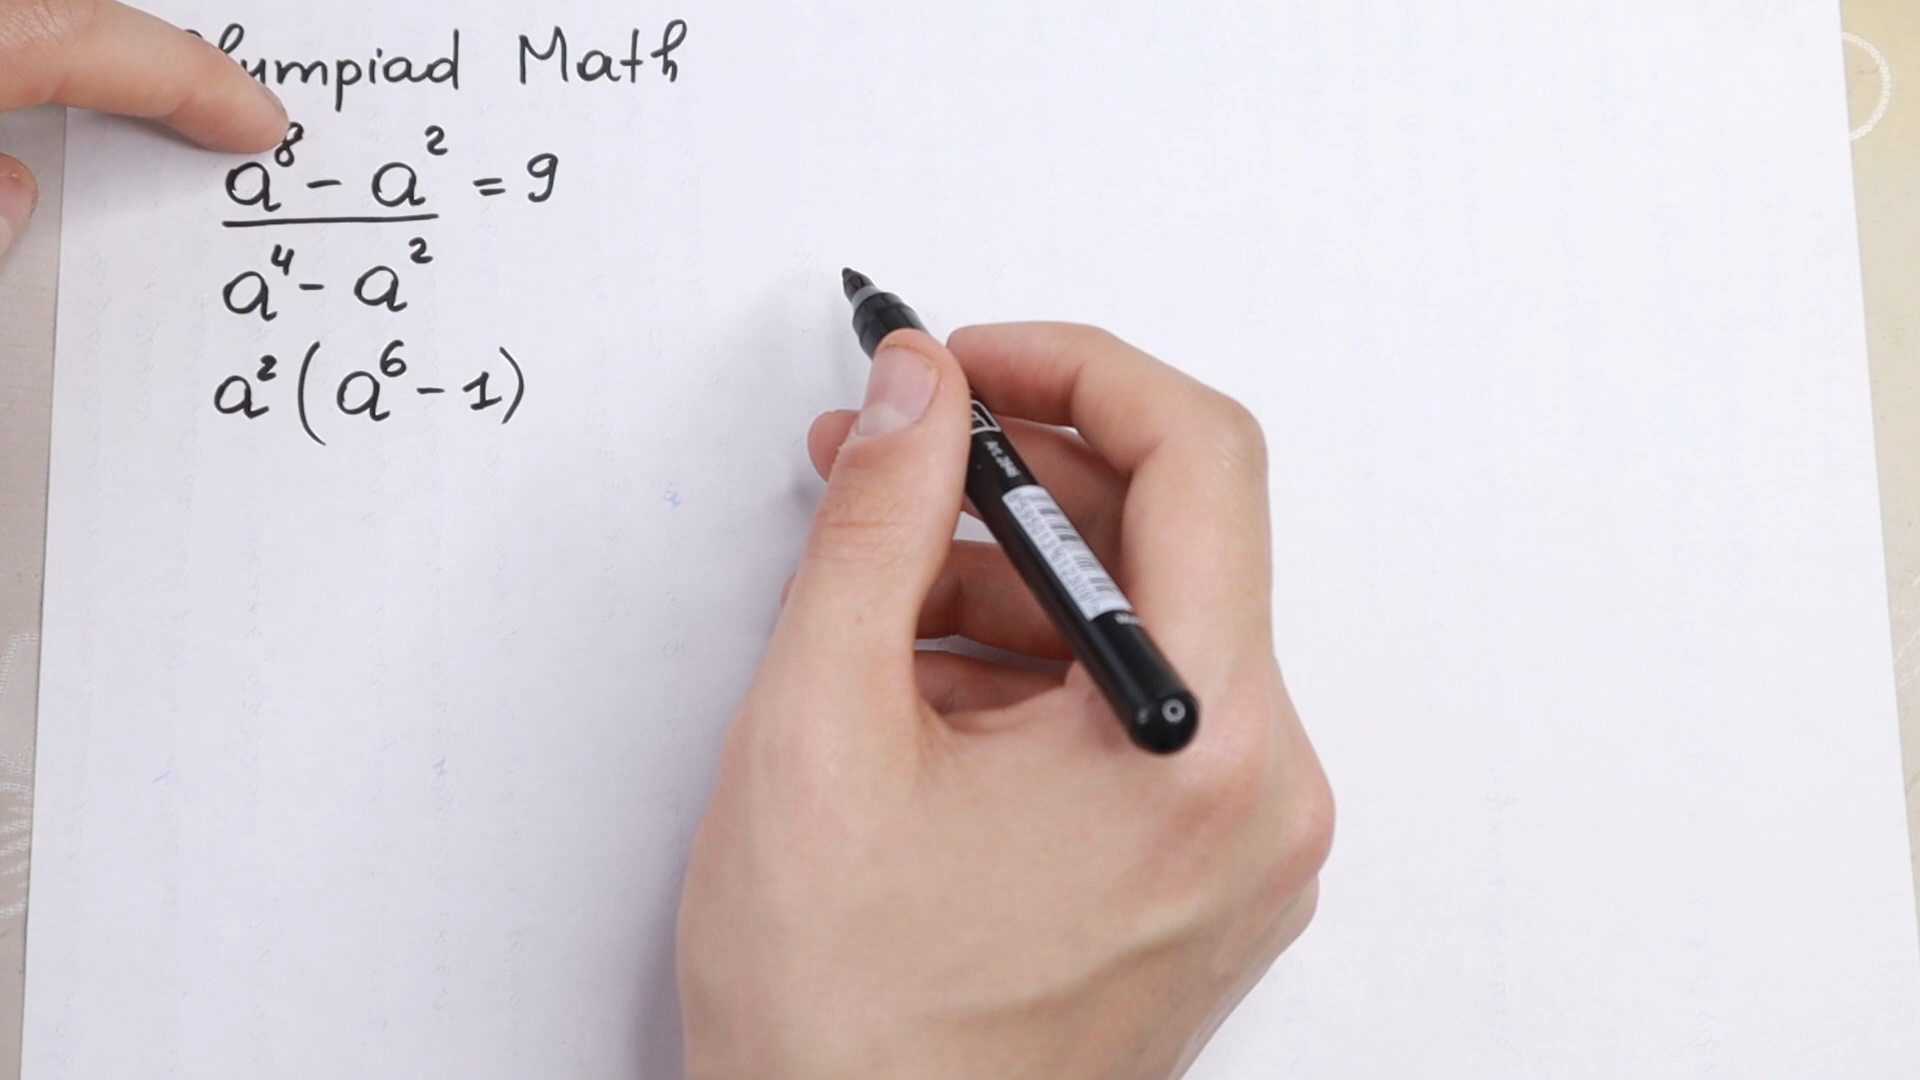 Olympiad Math
a⁸ - a² = 9
a⁴ - a²
a² (a⁶ - 1)